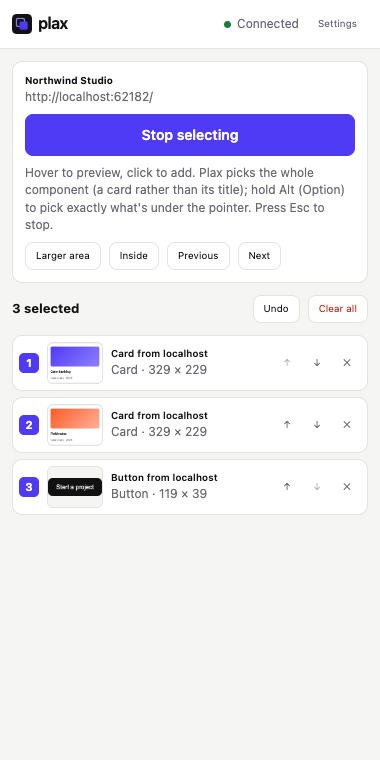 plax
Connected
Settings
Northwind Studio
http://localhost:62182/
Stop selecting
Hover to preview, click to add. Plax picks the whole
component (a card rather than its title); hold Alt (Option)
to pick exactly what's under the pointer. Press Esc to
stop.
Larger area
Inside
Previous
Next
3 selected
Undo
Clear all
1
Card from localhost
Card · 329 × 229
↑ ↓ ×
2
Card from localhost
Card · 329 × 229
↑ ↓ ×
3
Start a project
Button from localhost
Button · 119 × 39
↑ ↓ ×